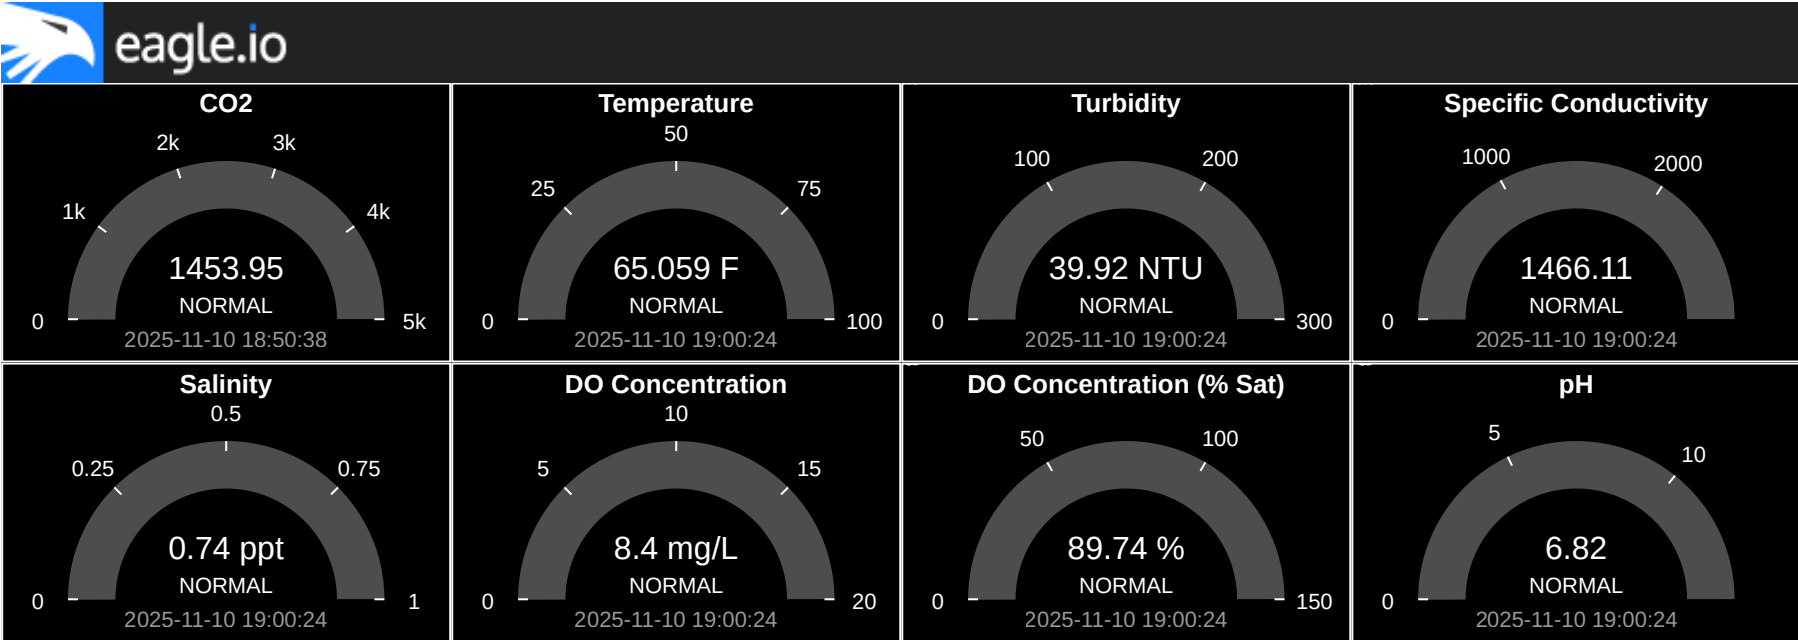 eagle.io
CO2
2k
3k
1k
4k
1453.95
NORMAL
0
5k
2025-11-10 18:50:38
Temperature
50
25
75
65.059 F
NORMAL
0
100
2025-11-10 19:00:24
Turbidity
100
200
39.92 NTU
NORMAL
0
300
2025-11-10 19:00:24
Specific Conductivity
1000
2000
1466.11
NORMAL
0
2025-11-10 19:00:24
Salinity
0.5
0.25
0.75
0.74 ppt
NORMAL
0
1
2025-11-10 19:00:24
DO Concentration
10
5
15
8.4 mg/L
NORMAL
0
20
2025-11-10 19:00:24
DO Concentration (% Sat)
50
100
89.74 %
NORMAL
0
150
2025-11-10 19:00:24
pH
5
10
6.82
NORMAL
0
2025-11-10 19:00:24